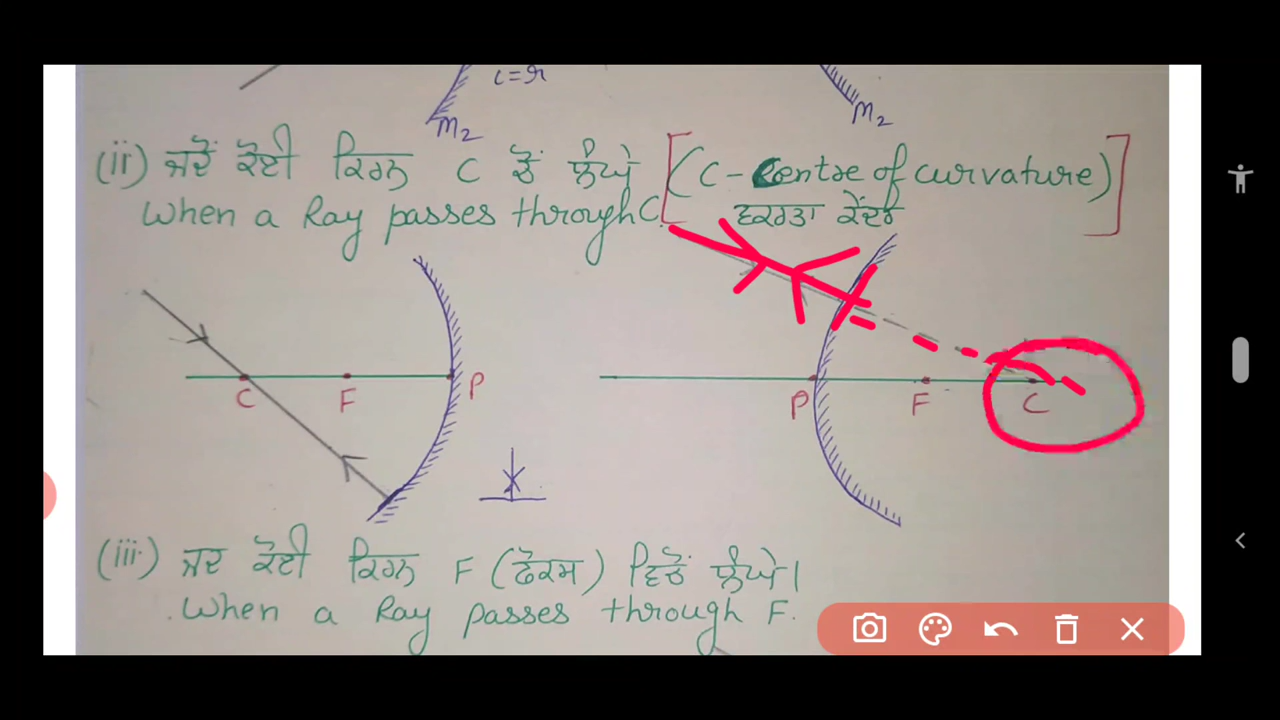 i=r
M2
M2
(ii) ਜਦੋਂ ਕੋਈ ਕਿਰਨ C ਚੋਂ ਲੰਘੇ [(C - Centre of curvature)]
When a Ray passes through C. ਵਕਰਤਾ ਕੇਂਦਰ
C F P
P F C
(iii) ਜਦ ਕੋਈ ਕਿਰਨ F (ਫੋਕਸ) ਵਿਚੋਂ ਲੰਘੇ।
When a Ray passes through F.